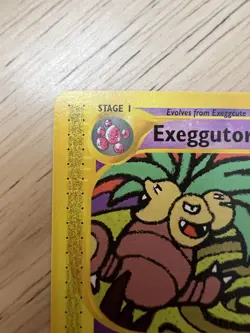 STAGE 1
Evolves from Exeggcute
Exeggutor